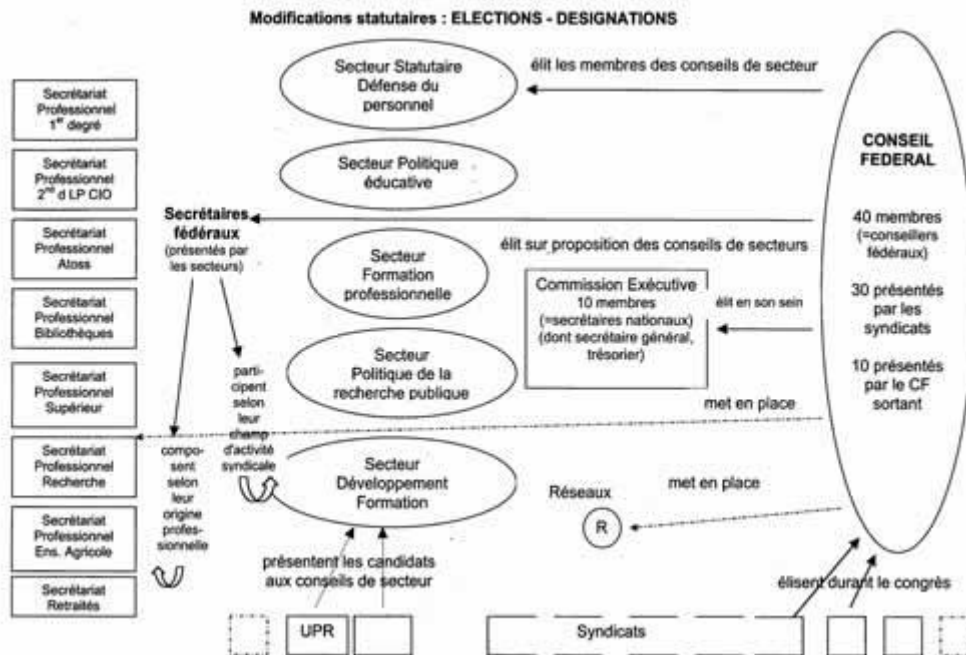 Modifications statutaires : ELECTIONS - DESIGNATIONS
Secrétariat
Professionnel
1er degré
Secrétariat
Professionnel
2nd d LP CIO
Secrétariat
Professionnel
Atoss
Secrétariat
Professionnel
Bibliothèques
Secrétariat
Professionnel
Supérieur
Secrétariat
Professionnel
Recherche
Secrétariat
Professionnel
Ens. Agricole
Secrétariat
Retraités
Secrétaires
fédéraux
(présentés par
les secteurs)
compo-
sent
selon
leur
origine
profes-
sionnelle
parti-
cipent
selon
leur
champ
d'activité
syndicale
Secteur Statutaire
Défense du
personnel
Secteur Politique
éducative
Secteur
Formation
professionnelle
Secteur
Politique de la
recherche publique
Secteur
Développement
Formation
présentent les candidats
aux conseils de secteur
UPR
élit les membres des conseils de secteur
élit sur proposition des conseils de secteurs
Commission Exécutive
10 membres
(=secrétaires nationaux)
(dont secrétaire général,
trésorier)
élit en son sein
met en place
Réseaux
R
met en place
CONSEIL
FEDERAL
40 membres
(=conseillers
fédéraux)
30 présentés
par les
syndicats
10 présentés
par le CF
sortant
élisent durant le congrès
Syndicats